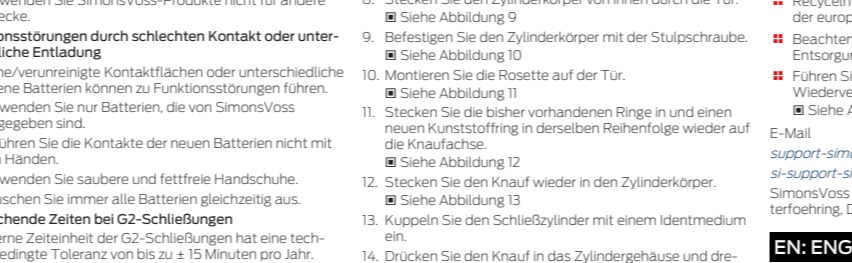 wenden Sie SimonsVoss-Produkte nicht für andere
ecke.
onsstörungen durch schlechten Kontakt oder unter-
liche Entladung
ne/verunreinigte Kontaktflächen oder unterschiedliche
ene Batterien können zu Funktionsstörungen führen.
wenden Sie nur Batterien, die von SimonsVoss
gegeben sind.
ühren Sie die Kontakte der neuen Batterien nicht mit
n Händen.
wenden Sie saubere und fettfreie Handschuhe.
uschen Sie immer alle Batterien gleichzeitig aus.
chende Zeiten bei G2-Schließungen
erne Zeiteinheit der G2-Schließungen hat eine tech-
bedingte Toleranz von bis zu ± 15 Minuten pro Jahr.
8. Stecken Sie den Zylinderkörper von innen durch die Tür.
Siehe Abbildung 9
9. Befestigen Sie den Zylinderkörper mit der Stulpschraube.
Siehe Abbildung 10
10. Montieren Sie die Rosette auf der Tür.
Siehe Abbildung 11
11. Stecken Sie die bisher vorhandenen Ringe in und einen
neuen Kunststoffring in derselben Reihenfolge wieder auf
die Knaufachse.
Siehe Abbildung 12
12. Stecken Sie den Knauf wieder in den Zylinderkörper.
Siehe Abbildung 13
13. Kuppeln Sie den Schließzylinder mit einem Identmedium
ein.
14. Drücken Sie den Knauf in das Zylindergehäuse und dre-
Recyceln
der europ
Beachten
Entsorgu
Führen Si
Wiederve
Siehe A
E-Mail
support-simo
si-support-si
SimonsVoss
terfoehring, D
EN: ENG